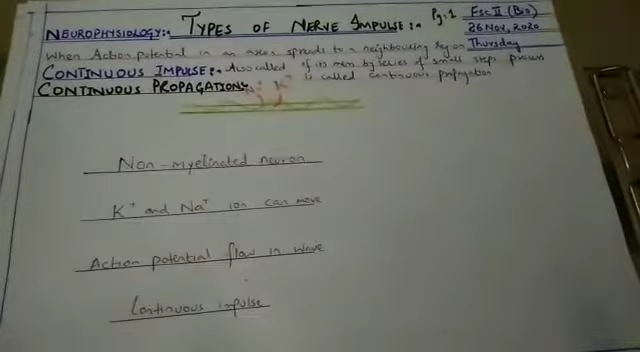 NEUROPHYSIOLOGY:- TYPES OF NERVE IMPULSE:- Pg:1 FSC II (BIO)
26 NOV, 2020
Thursday
When Action potential in an axon spreads to a neighbouring region
CONTINUOUS IMPULSE:- Also called of its mem by series of small steps process
CONTINUOUS PROPAGATION:- is called continuous propagation
Non-myelinated neuron
K+ and Na+ ion can move
Action potential flow in wave
Continuous impulse